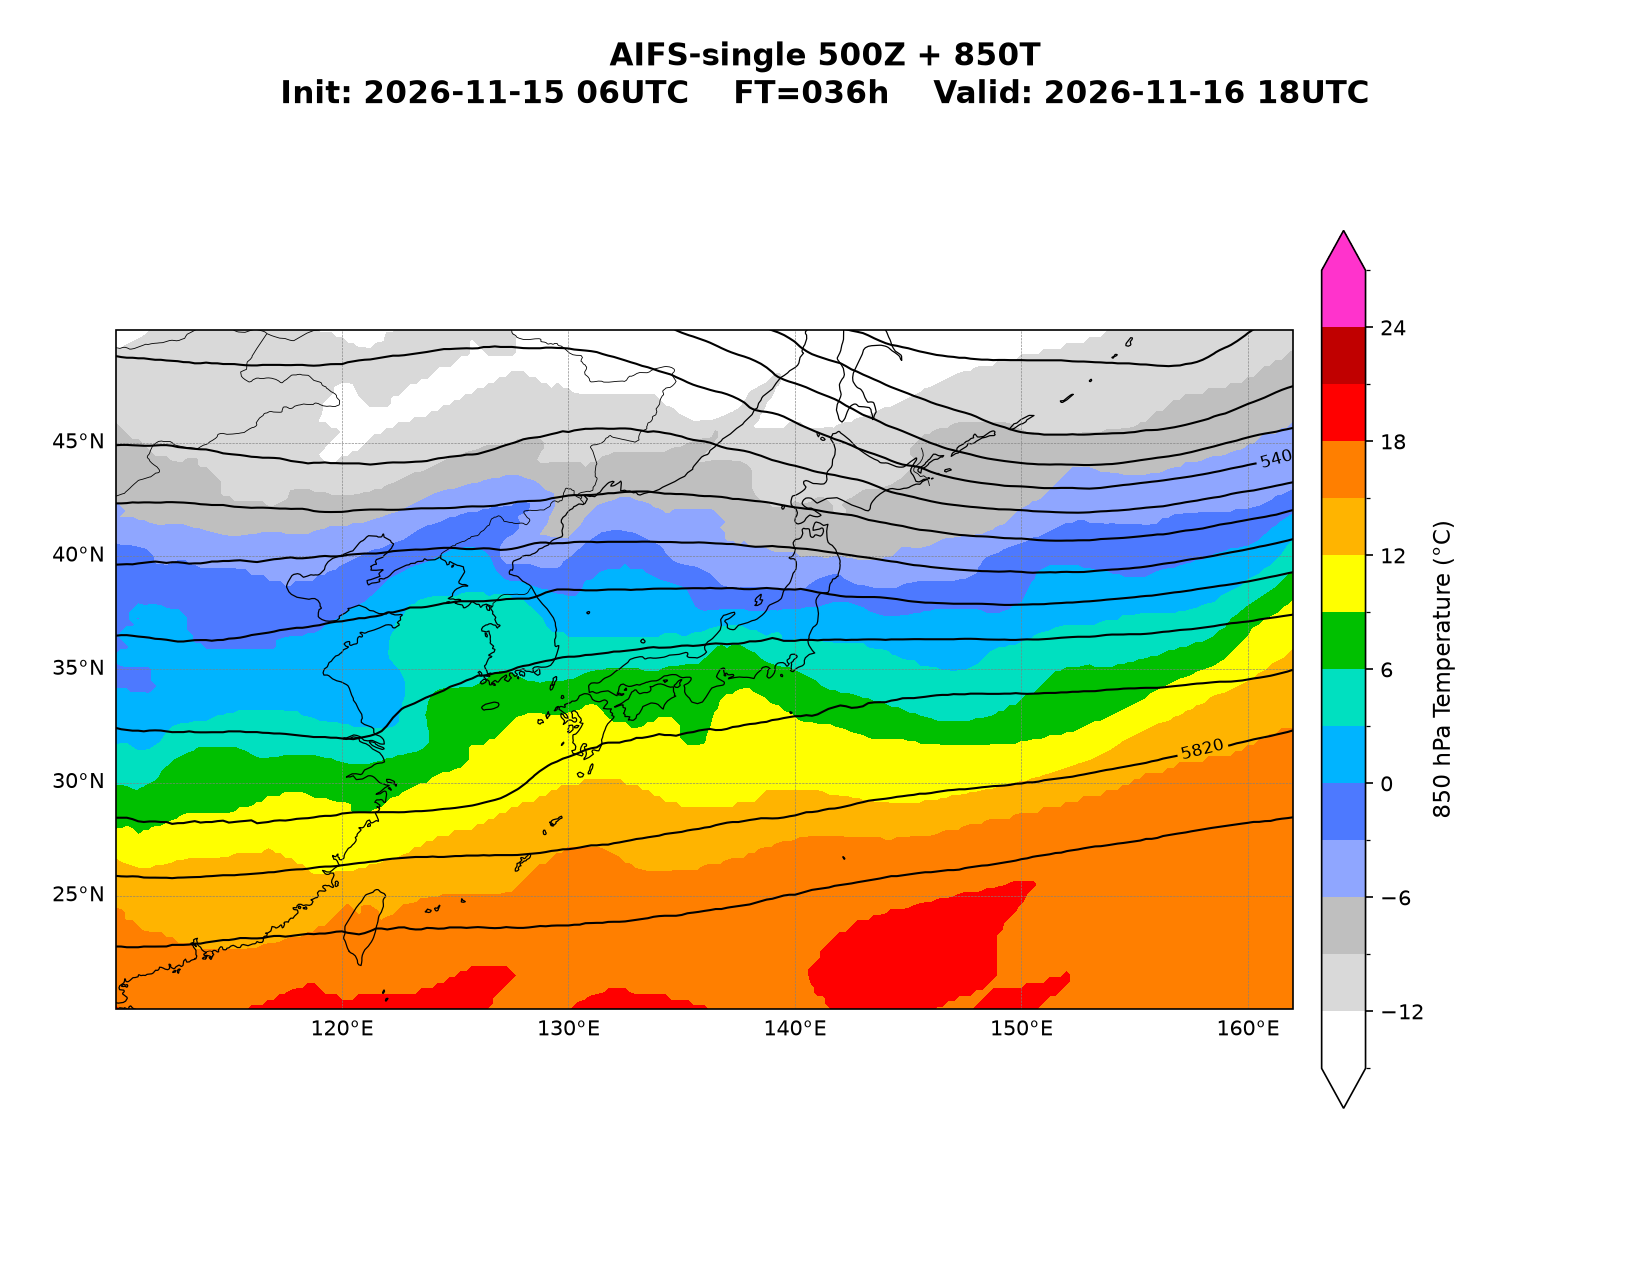 AIFS-single 500Z + 850T
Init: 2026-11-15 06UTC    FT=036h    Valid: 2026-11-16 18UTC
24
18
12
6
0
−6
−12
850 hPa Temperature (°C)
45°N
40°N
35°N
30°N
25°N
540
5820
120°E
130°E
140°E
150°E
160°E